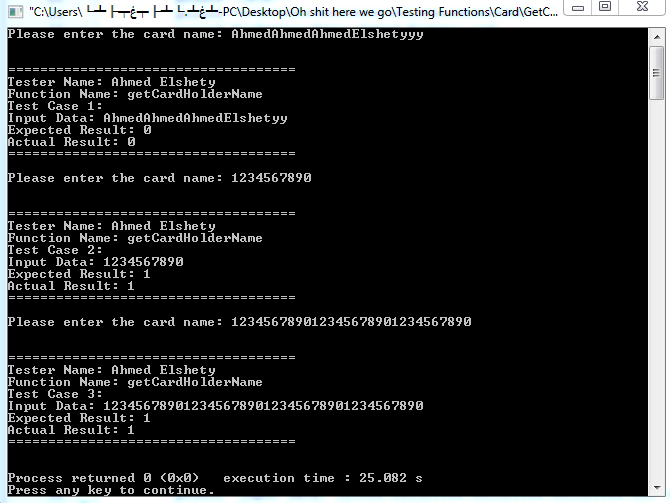 "C:\Users\ -PC\Desktop\Oh shit here we go\Testing Functions\Card\GetC...
Please enter the card name: AhmedAhmedAhmedElshetyyy
====================================
Tester Name: Ahmed Elshety
Function Name: getCardHolderName
Test Case 1:
Input Data: AhmedAhmedAhmedElshetyy
Expected Result: 0
Actual Result: 0
====================================
Please enter the card name: 1234567890
====================================
Tester Name: Ahmed Elshety
Function Name: getCardHolderName
Test Case 2:
Input Data: 1234567890
Expected Result: 1
Actual Result: 1
====================================
Please enter the card name: 123456789012345678901234567890
====================================
Tester Name: Ahmed Elshety
Function Name: getCardHolderName
Test Case 3:
Input Data: 1234567890123456789012345678901234567890
Expected Result: 1
Actual Result: 1
====================================
Process returned 0 (0x0)   execution time : 25.082 s
Press any key to continue.